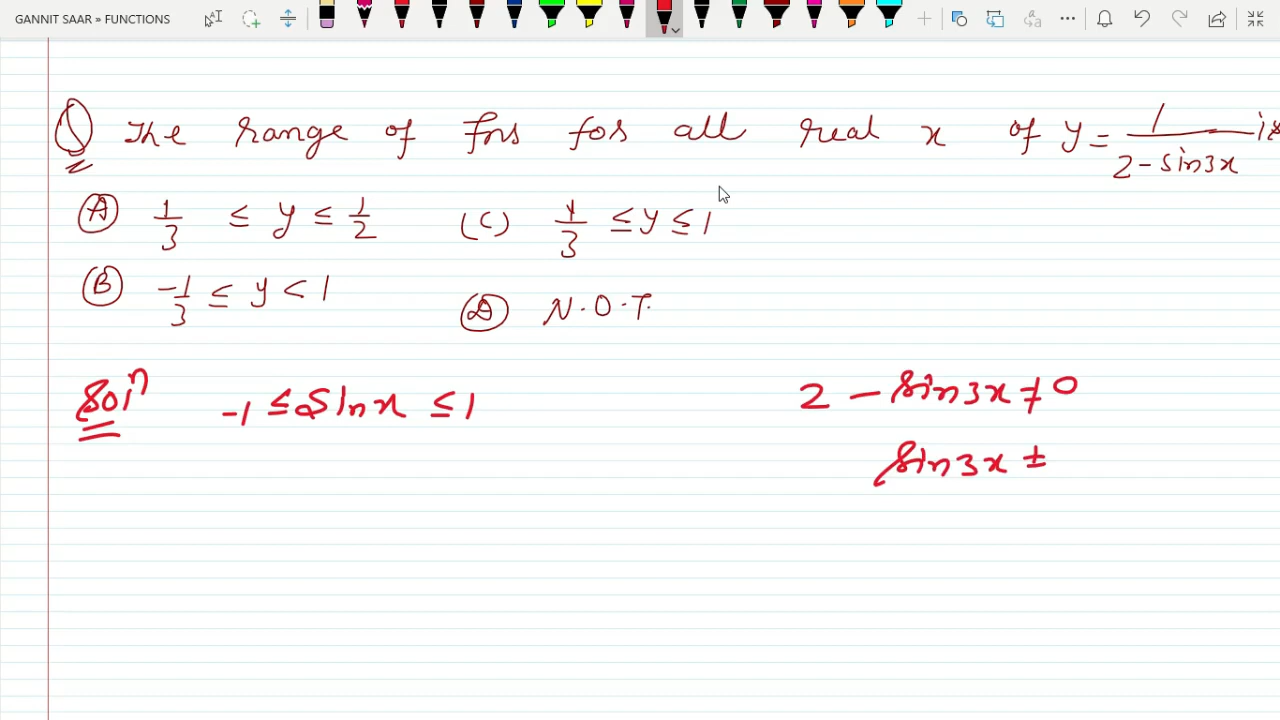 GANNIT SAAR » FUNCTIONS
Q The range of fns for all real x of y = 1/(2 - sin3x) is
(A) 1/3 ≤ y ≤ 1/2 (C) 1/3 ≤ y ≤ 1
(B) -1/3 ≤ y < 1 (D) N.O.T.
Solⁿ -1 ≤ Sinx ≤ 1 2 - Sin3x ≠ 0
Sin3x ±